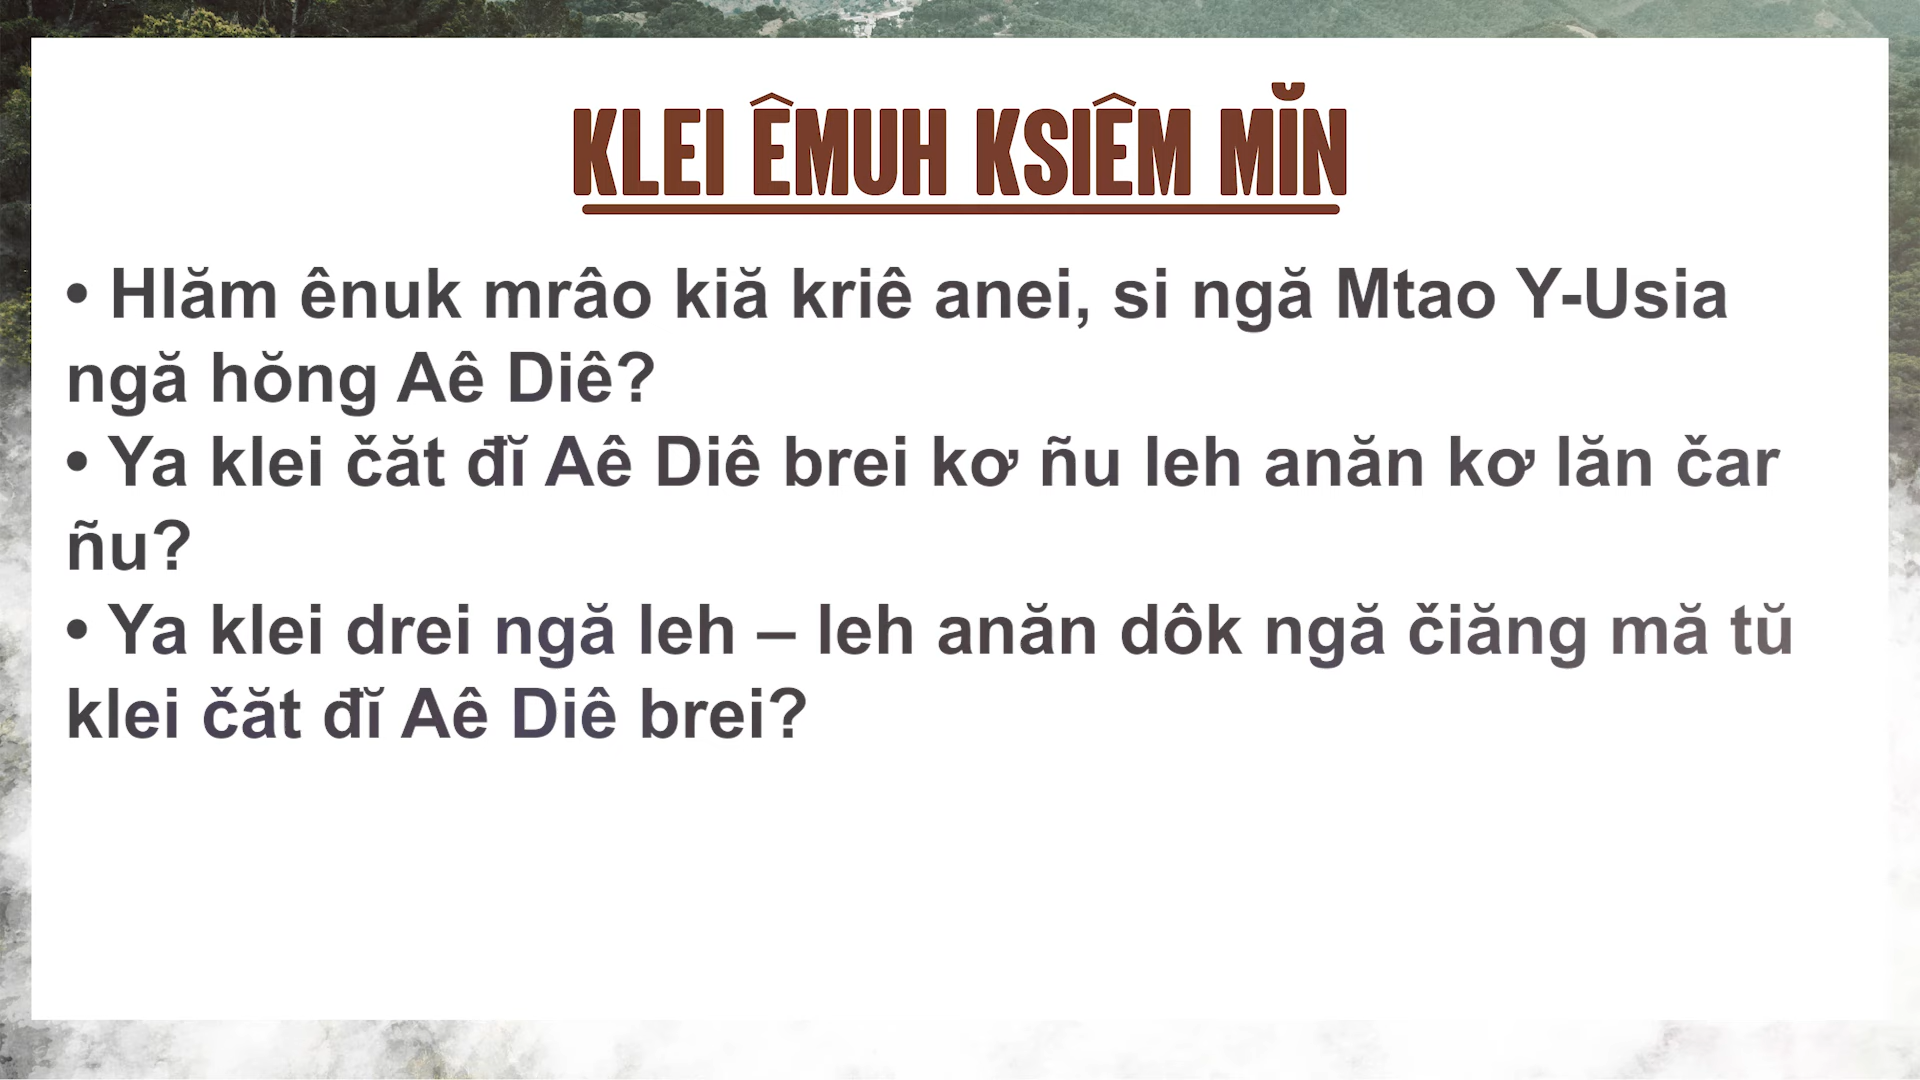 KLEI ÊMUH KSIÊM MĬN
• Hlăm ênuk mrâo kiă kriê anei, si ngă Mtao Y-Usia
ngă hŏng Aê Diê?
• Ya klei čăt đĭ Aê Diê brei kơ ñu leh anăn kơ lăn čar
ñu?
• Ya klei drei ngă leh – leh anăn dôk ngă čiăng mă tŭ
klei čăt đĭ Aê Diê brei?